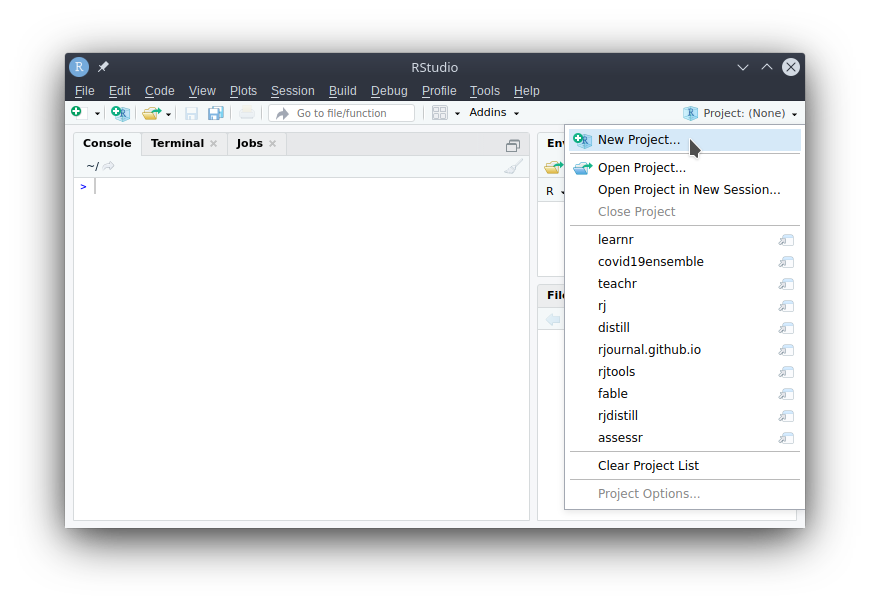 R RStudio
File Edit Code View Plots Session Build Debug Profile Tools Help
Go to file/function Addins R Project: (None)
Console Terminal Jobs
~/
>
R
New Project...
Open Project...
Open Project in New Session...
Close Project
learnr
covid19ensemble
teachr
rj
distill
rjournal.github.io
rjtools
fable
rjdistill
assessr
Clear Project List
Project Options...